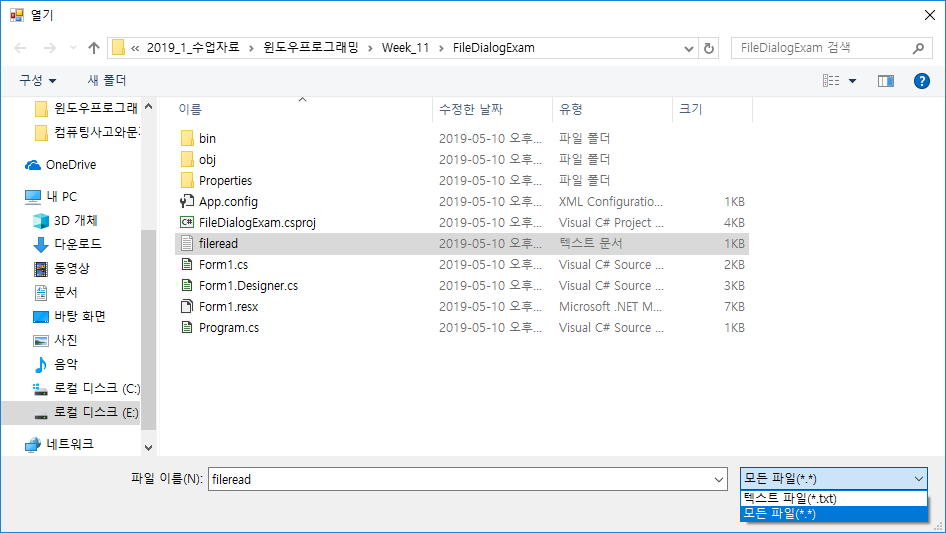 열기
« 2019_1_수업자료 > 윈도우프로그래밍 > Week_11 > FileDialogExam
FileDialogExam 검색
구성 새 폴더
윈도우프로그래
컴퓨팅사고와문
OneDrive
내 PC
3D 개체
다운로드
동영상
문서
바탕 화면
사진
음악
로컬 디스크 (C:)
로컬 디스크 (E:)
네트워크
이름 수정한 날짜 유형 크기
bin 2019-05-10 오후... 파일 폴더
obj 2019-05-10 오후... 파일 폴더
Properties 2019-05-10 오후... 파일 폴더
App.config 2019-05-10 오후... XML Configuratio... 1KB
FileDialogExam.csproj 2019-05-10 오후... Visual C# Project ... 4KB
fileread 2019-05-10 오후... 텍스트 문서 1KB
Form1.cs 2019-05-10 오후... Visual C# Source ... 2KB
Form1.Designer.cs 2019-05-10 오후... Visual C# Source ... 3KB
Form1.resx 2019-05-10 오후... Microsoft .NET M... 7KB
Program.cs 2019-05-10 오후... Visual C# Source ... 1KB
파일 이름(N): fileread
모든 파일(*.*)
텍스트 파일(*.txt)
모든 파일(*.*)